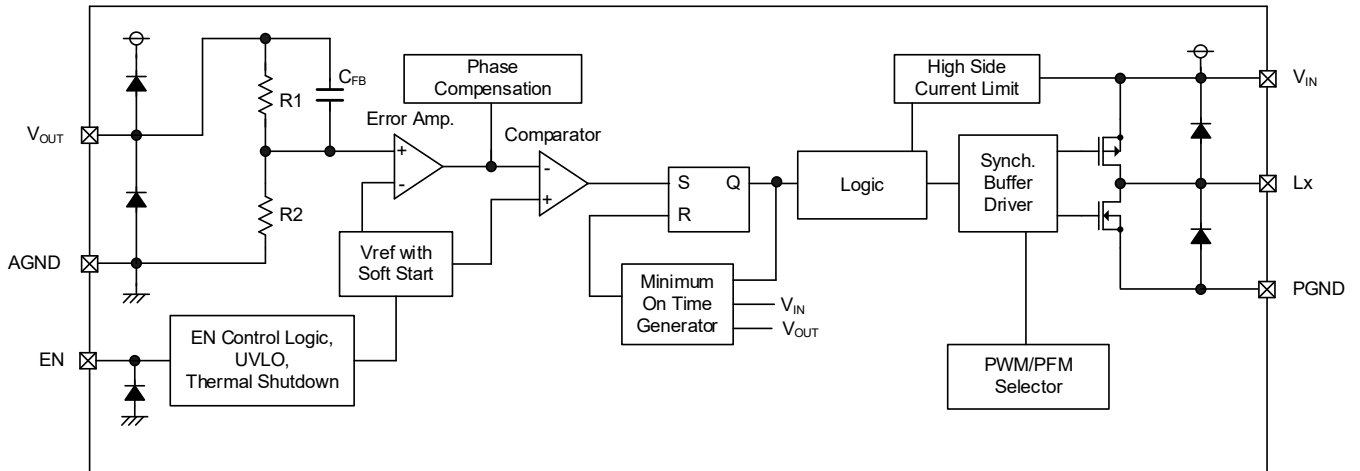 V_OUT
AGND
EN
R1
R2
C_FB
Error Amp.
+
-
Phase
Compensation
Comparator
-
+
Vref with
Soft Start
EN Control Logic,
UVLO,
Thermal Shutdown
S Q
R
Minimum
On Time
Generator
V_IN
V_OUT
Logic
High Side
Current Limit
Synch.
Buffer
Driver
PWM/PFM
Selector
V_IN
Lx
PGND